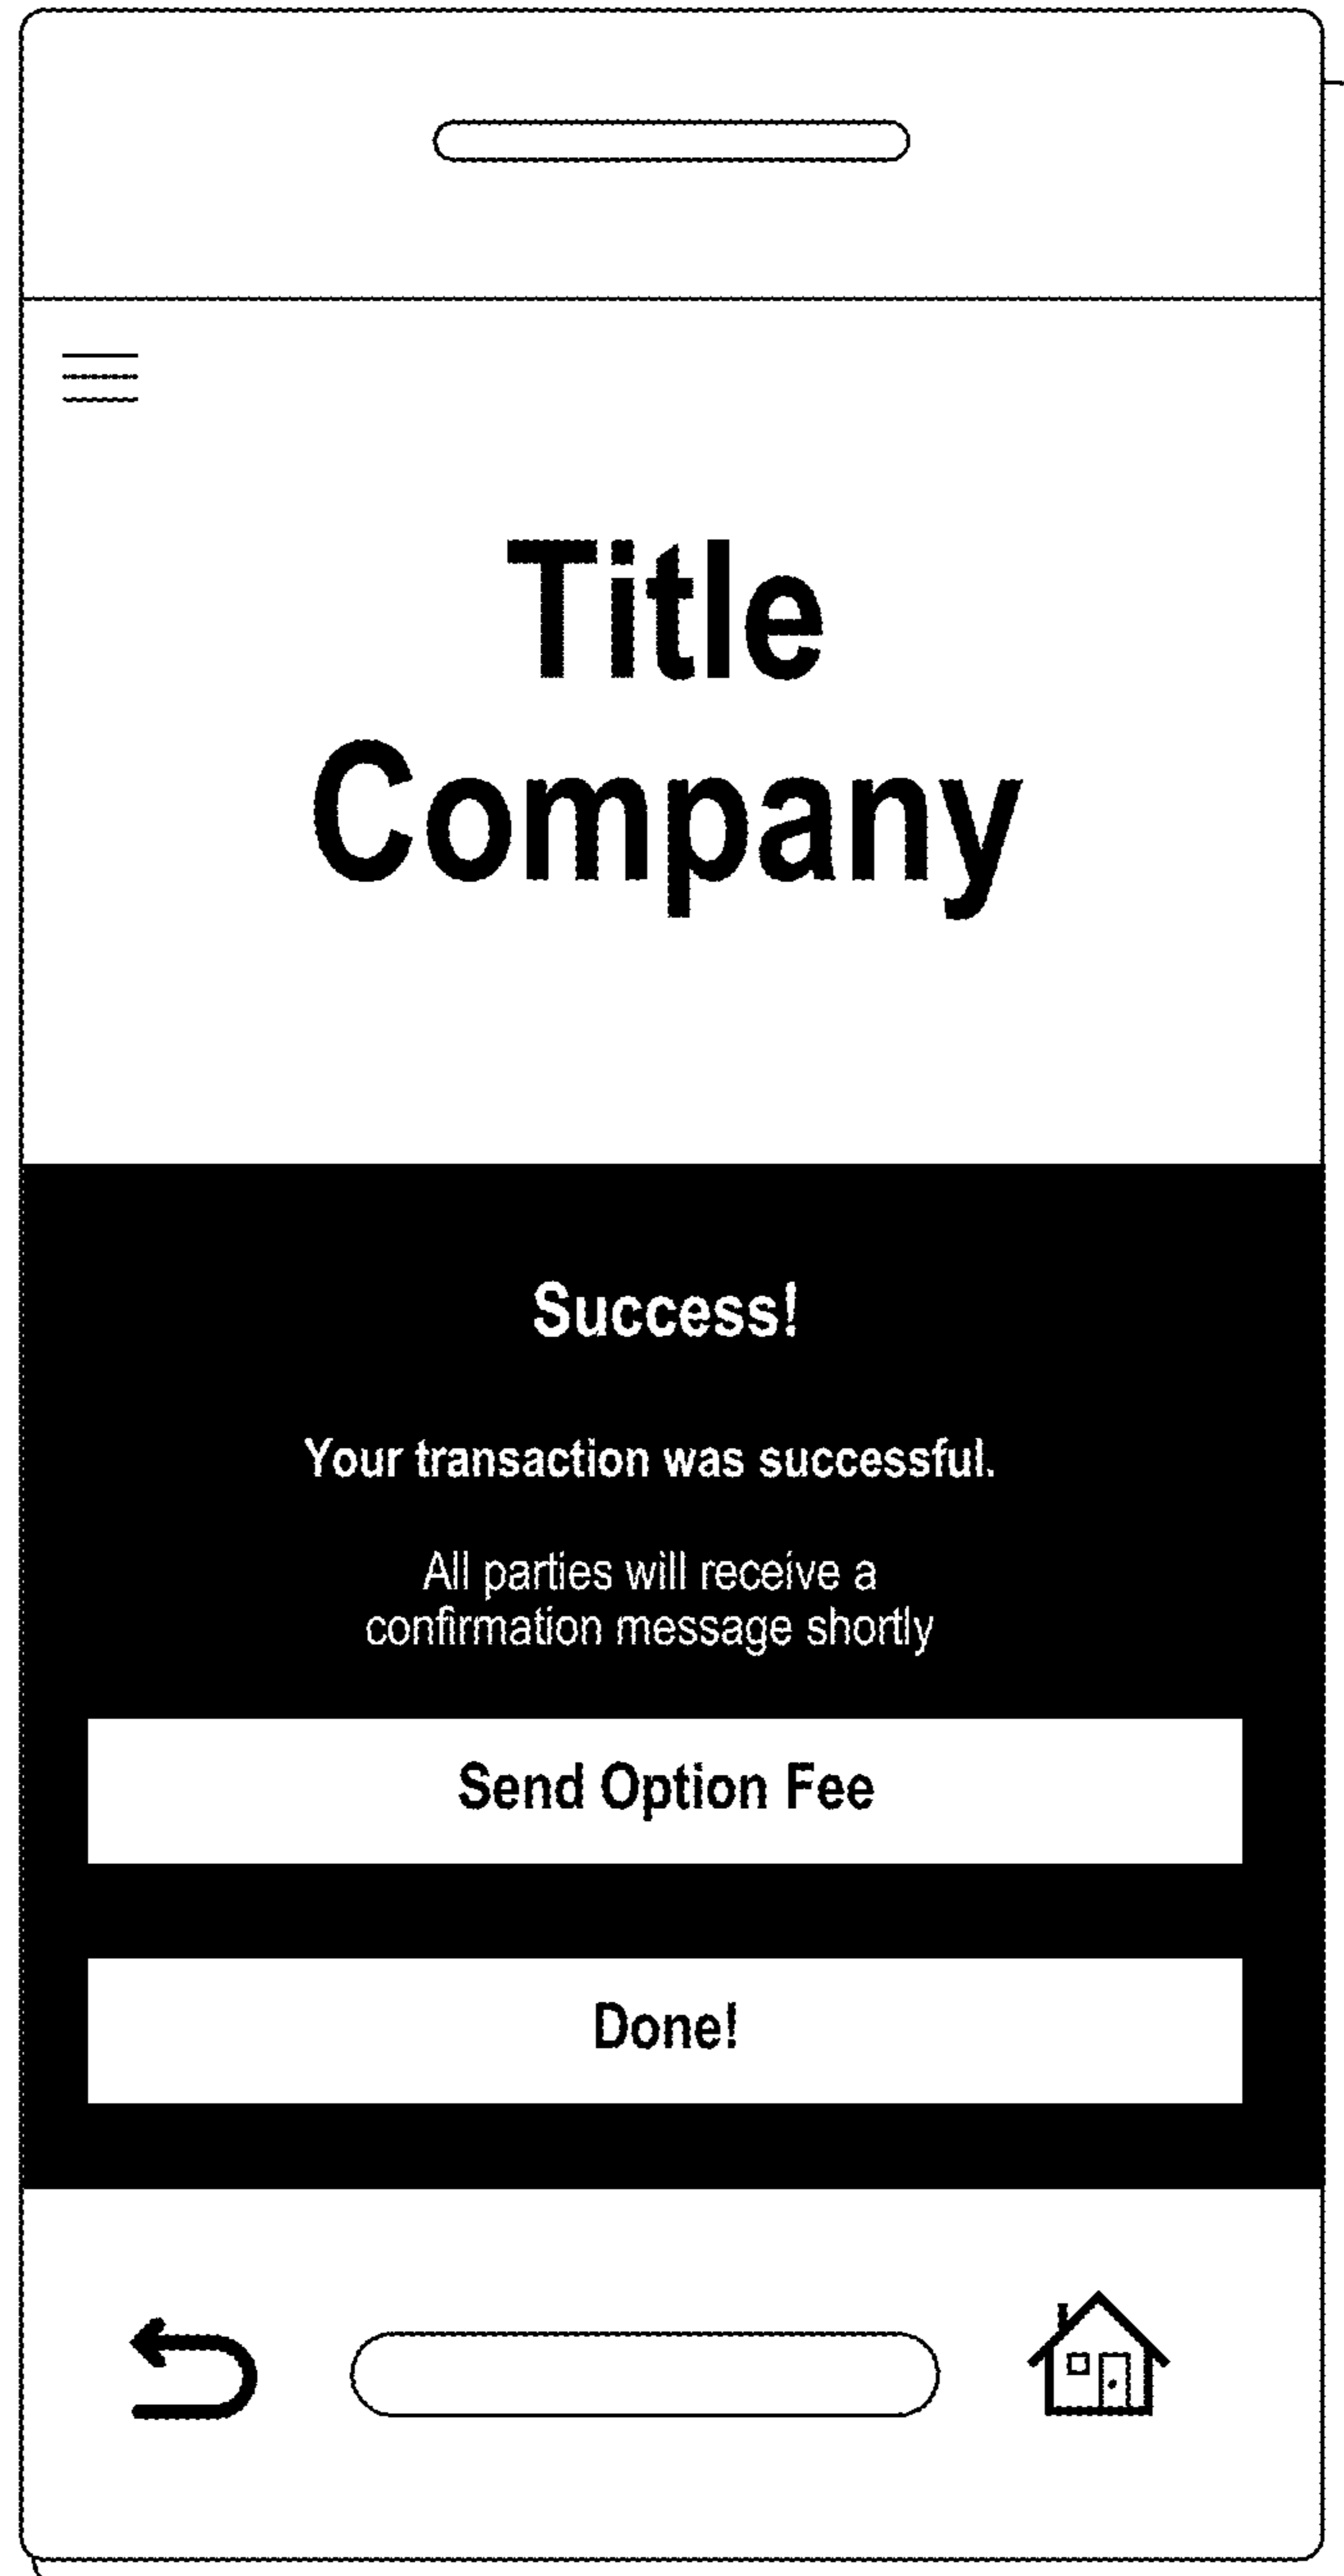 Title
Company
Success!
Your transaction was successful.
All parties will receive a
confirmation message shortly
Send Option Fee
Done!